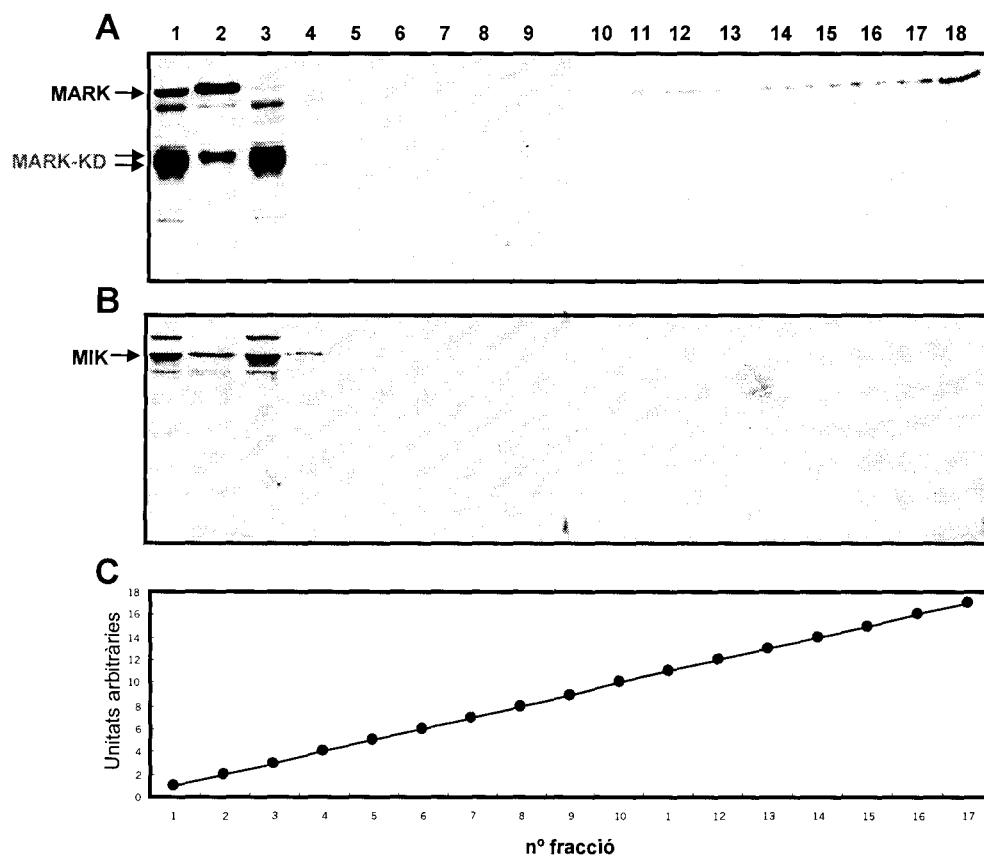 A
1 2 3 4 5 6 7 8 9 10 11 12 13 14 15 16 17 18
MARK
MARK-KD
B
MIK
C
Unitats arbitràries
18
16
14
12
10
8
6
4
2
0
1 2 3 4 5 6 7 8 9 10 1 12 13 14 15 16 17
nº fracció